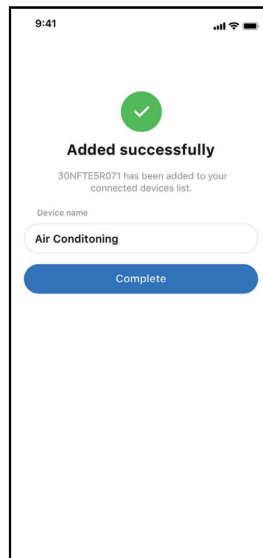 9:41
Added successfully
30NFTE5R071 has been added to your
connected devices list.
Device name
Air Conditoning
Complete